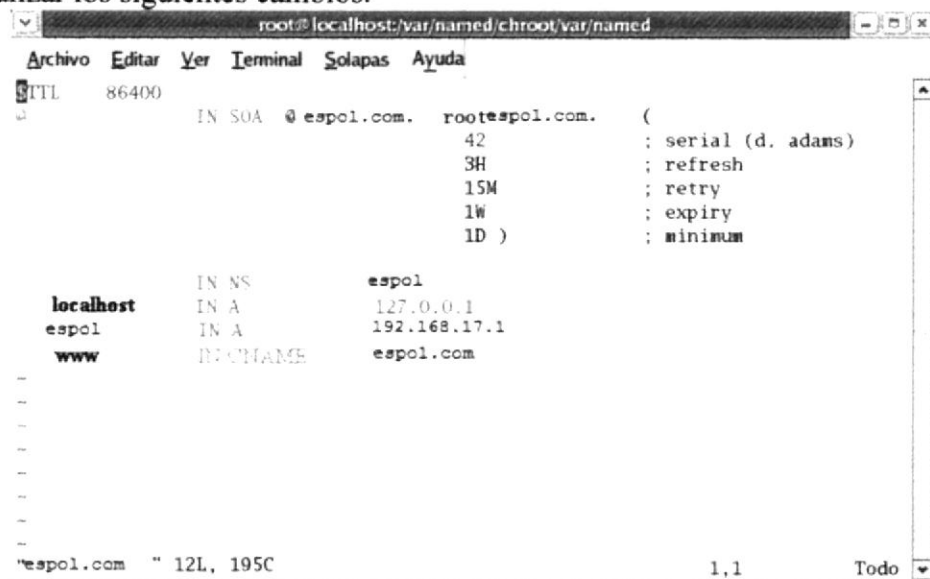 los siguientes cambios.
root@localhost:/var/named/chroot/var/named
Archivo Editar Ver Terminal Solapas Ayuda
$TTL 86400
@ IN SOA @ espol.com. rootespol.com. (
42 ; serial (d. adams)
3H ; refresh
15M ; retry
1W ; expiry
1D ) ; minimum
IN NS espol
localhost IN A 127.0.0.1
espol IN A 192.168.17.1
www IN CNAME espol.com
~
~
~
~
~
~
~
~
"espol.com " 12L, 195C 1,1 Todo